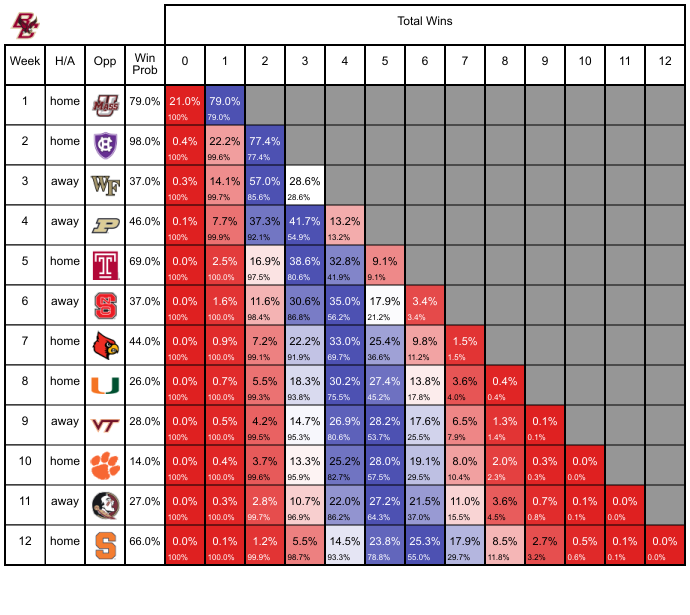 Total Wins
Week H/A Opp Win Prob 0 1 2 3 4 5 6 7 8 9 10 11 12
1 home UMass 79.0% 21.0% 79.0%
100% 79.0%
2 home HC 98.0% 0.4% 22.2% 77.4%
100% 99.6% 77.4%
3 away WF 37.0% 0.3% 14.1% 57.0% 28.6%
100% 99.7% 85.6% 28.6%
4 away P 46.0% 0.1% 7.7% 37.3% 41.7% 13.2%
100% 99.9% 92.1% 54.9% 13.2%
5 home T 69.0% 0.0% 2.5% 16.9% 38.6% 32.8% 9.1%
100% 100.0% 97.5% 80.6% 41.9% 9.1%
6 away S 37.0% 0.0% 1.6% 11.6% 30.6% 35.0% 17.9% 3.4%
100% 100.0% 98.4% 86.8% 56.2% 21.2% 3.4%
7 home 44.0% 0.0% 0.9% 7.2% 22.2% 33.0% 25.4% 9.8% 1.5%
100% 100.0% 99.1% 91.9% 69.7% 36.6% 11.2% 1.5%
8 home U 26.0% 0.0% 0.7% 5.5% 18.3% 30.2% 27.4% 13.8% 3.6% 0.4%
100% 100.0% 99.3% 93.8% 75.5% 45.2% 17.8% 4.0% 0.4%
9 away VT 28.0% 0.0% 0.5% 4.2% 14.7% 26.9% 28.2% 17.6% 6.5% 1.3% 0.1%
100% 100.0% 99.5% 95.3% 80.6% 53.7% 25.5% 7.9% 1.4% 0.1%
10 home 14.0% 0.0% 0.4% 3.7% 13.3% 25.2% 28.0% 19.1% 8.0% 2.0% 0.3% 0.0%
100% 100.0% 99.6% 95.9% 82.7% 57.5% 29.5% 10.4% 2.3% 0.3% 0.0%
11 away 27.0% 0.0% 0.3% 2.8% 10.7% 22.0% 27.2% 21.5% 11.0% 3.6% 0.7% 0.1% 0.0%
100% 100.0% 99.7% 96.9% 86.2% 64.3% 37.0% 15.5% 4.5% 0.8% 0.1% 0.0%
12 home S 66.0% 0.0% 0.1% 1.2% 5.5% 14.5% 23.8% 25.3% 17.9% 8.5% 2.7% 0.5% 0.1% 0.0%
100% 100.0% 99.9% 98.7% 93.3% 78.8% 55.0% 29.7% 11.8% 3.2% 0.6% 0.1% 0.0%